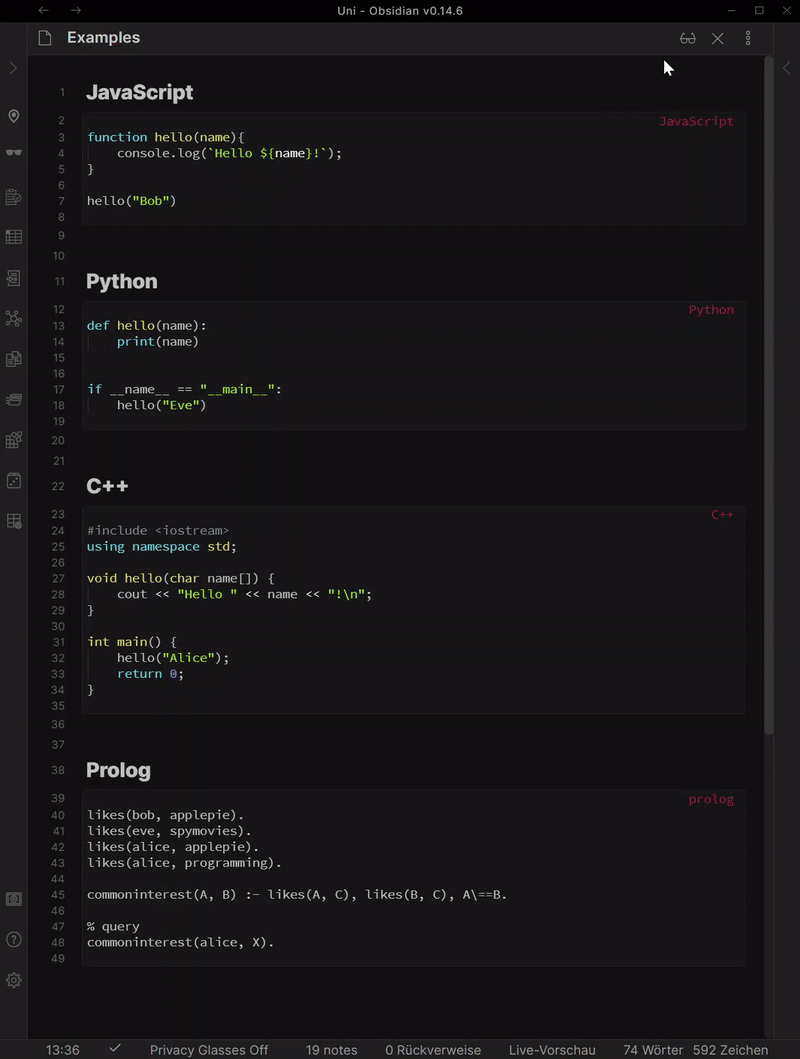 Uni - Obsidian v0.14.6
Examples
1 JavaScript
2 JavaScript
3 function hello(name){
4 console.log(`Hello ${name}!`);
5 }
6
7 hello("Bob")
8
9
10
11 Python
12 Python
13 def hello(name):
14 print(name)
15
16
17 if __name__ == "__main__":
18 hello("Eve")
19
20
21
22 C++
23 C++
24 #include <iostream>
25 using namespace std;
26
27 void hello(char name[]) {
28 cout << "Hello " << name << "!\n";
29 }
30
31 int main() {
32 hello("Alice");
33 return 0;
34 }
35
36
37
38 Prolog
39 prolog
40 likes(bob, applepie).
41 likes(eve, spymovies).
42 likes(alice, applepie).
43 likes(alice, programming).
44
45 commoninterest(A, B) :- likes(A, C), likes(B, C), A\==B.
46
47 % query
48 commoninterest(alice, X).
49
13:36 Privacy Glasses Off 19 notes 0 Rückverweise Live-Vorschau 74 Wörter 592 Zeichen